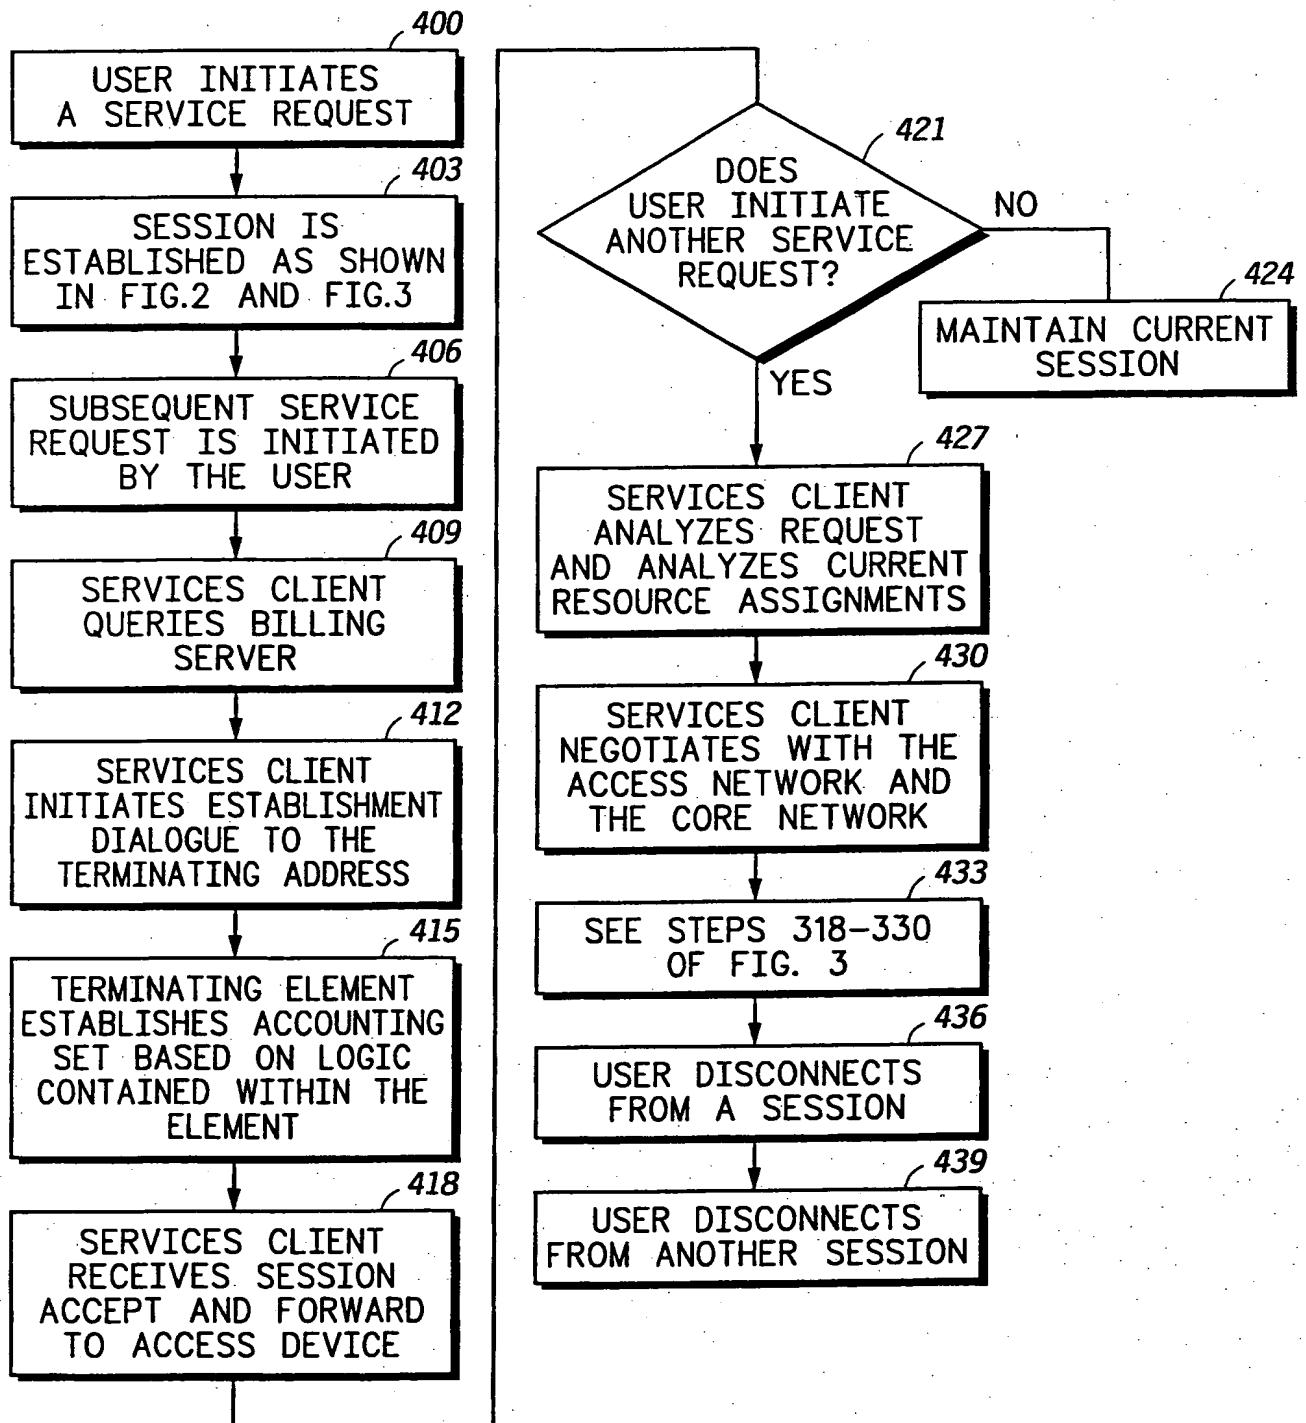 400
USER INITIATES
A SERVICE REQUEST
403
SESSION IS
ESTABLISHED AS SHOWN
IN FIG.2 AND FIG.3
406
SUBSEQUENT SERVICE
REQUEST IS INITIATED
BY THE USER
409
SERVICES CLIENT
QUERIES BILLING
SERVER
412
SERVICES CLIENT
INITIATES ESTABLISHMENT
DIALOGUE TO THE
TERMINATING ADDRESS
415
TERMINATING ELEMENT
ESTABLISHES ACCOUNTING
SET BASED ON LOGIC
CONTAINED WITHIN THE
ELEMENT
418
SERVICES CLIENT
RECEIVES SESSION
ACCEPT AND FORWARD
TO ACCESS DEVICE
421
DOES
USER INITIATE
ANOTHER SERVICE
REQUEST?
NO
424
MAINTAIN CURRENT
SESSION
YES
427
SERVICES CLIENT
ANALYZES REQUEST
AND ANALYZES CURRENT
RESOURCE ASSIGNMENTS
430
SERVICES CLIENT
NEGOTIATES WITH THE
ACCESS NETWORK AND
THE CORE NETWORK
433
SEE STEPS 318-330
OF FIG. 3
436
USER DISCONNECTS
FROM A SESSION
439
USER DISCONNECTS
FROM ANOTHER SESSION